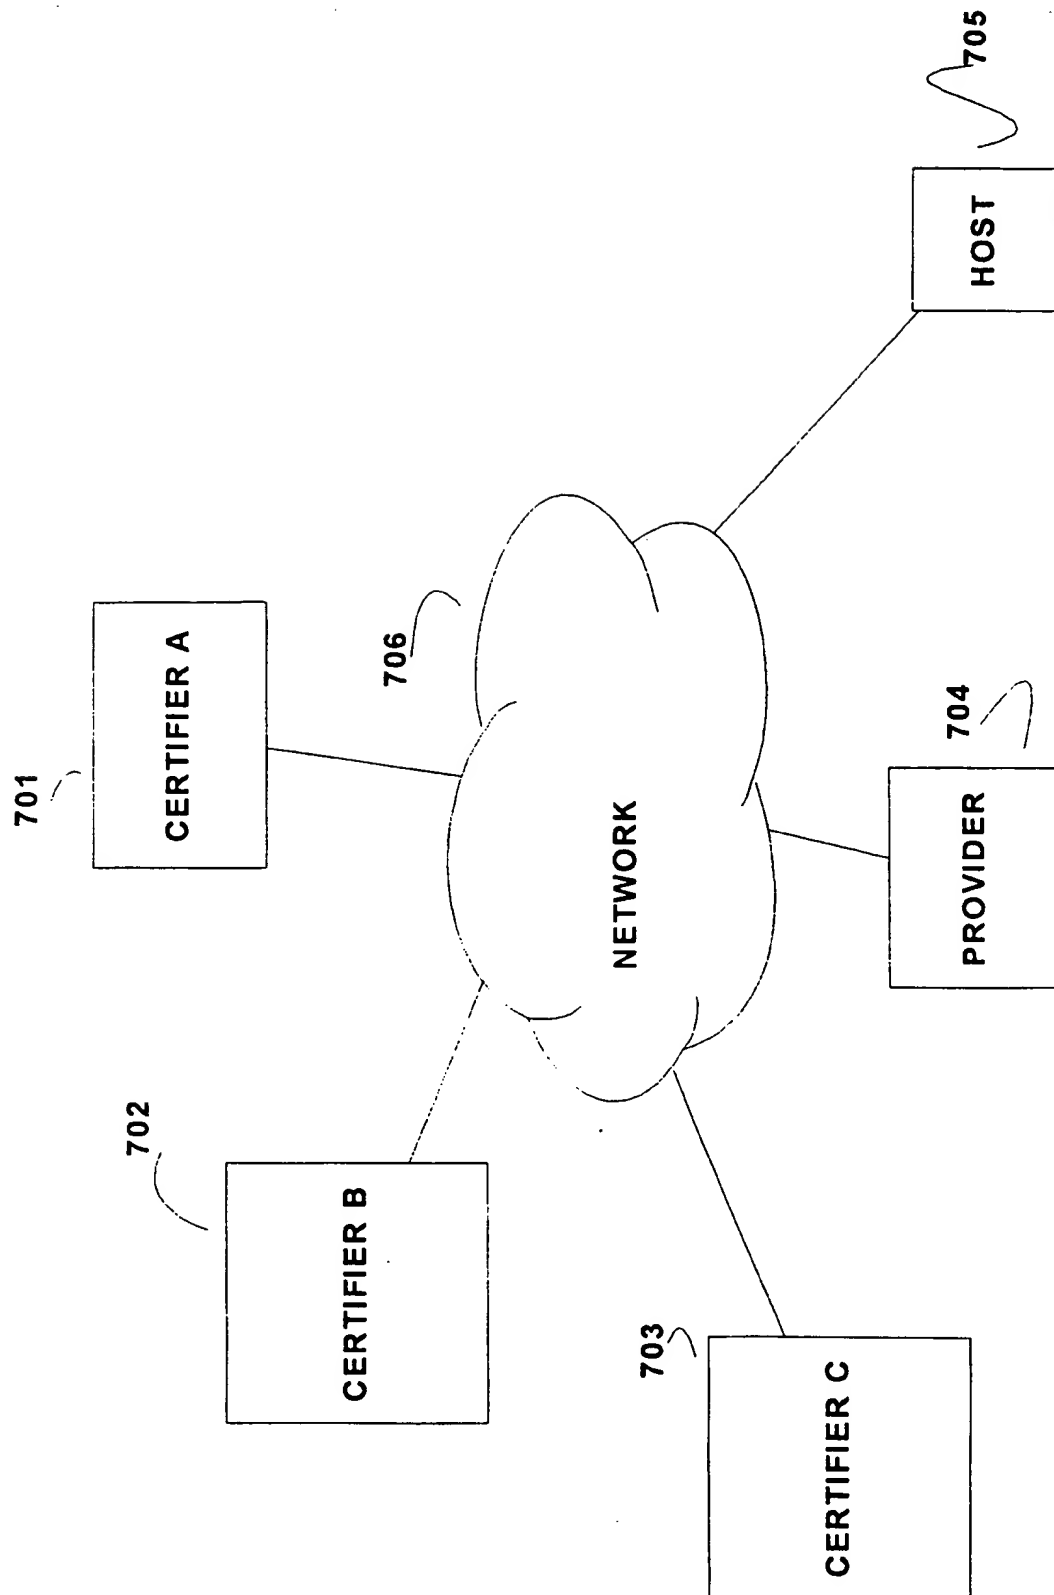 701
CERTIFIER A
702
CERTIFIER B
706
NETWORK
703
CERTIFIER C
704
PROVIDER
705
HOST